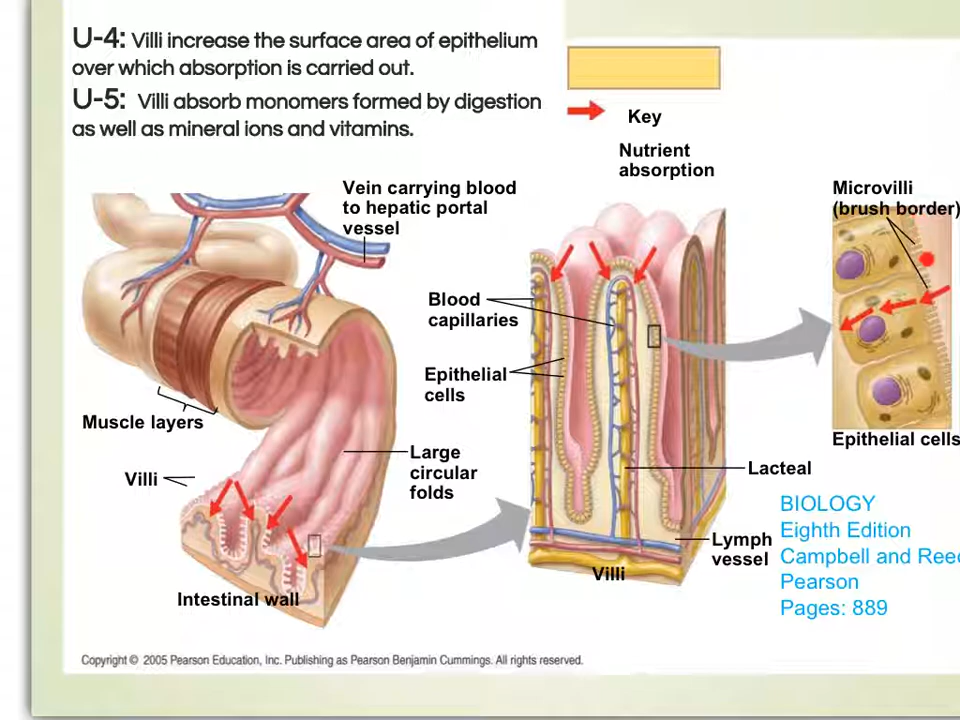 U-4: Villi increase the surface area of epithelium
over which absorption is carried out.
U-5: Villi absorb monomers formed by digestion
as well as mineral ions and vitamins.
Key
Nutrient
absorption
Vein carrying blood
to hepatic portal
vessel
Microvilli
(brush border)
Blood
capillaries
Epithelial
cells
Muscle layers
Large
circular
folds
Villi
Epithelial cells
Lacteal
Lymph
vessel
Villi
Intestinal wall
BIOLOGY
Eighth Edition
Campbell and Reec
Pearson
Pages: 889
Copyright © 2005 Pearson Education, Inc. Publishing as Pearson Benjamin Cummings. All rights reserved.